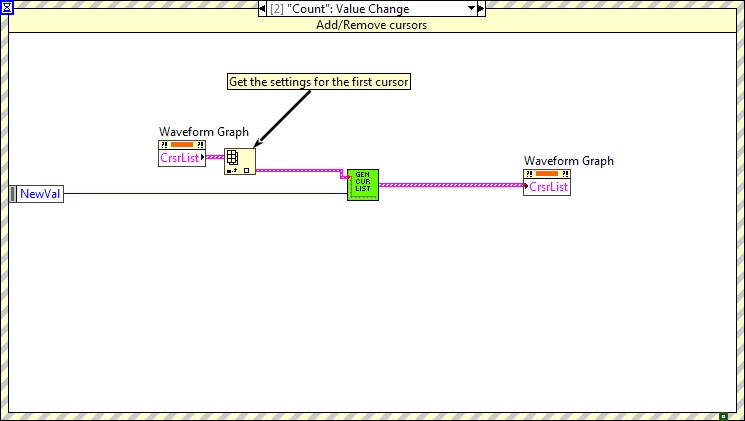 [2] "Count": Value Change
Add/Remove cursors
Get the settings for the first cursor
Waveform Graph
?! ?!
CrsrList
Waveform Graph
?! ?!
CrsrList
GEN
CUR
LIST
NewVal